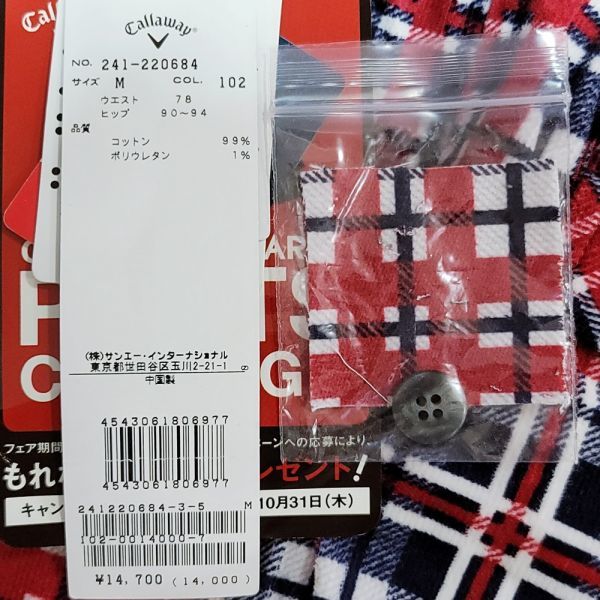 Callaway
NO. 241-220684
サイズ M COL. 102
ウエスト 78
ヒップ 90〜94
品質
コットン 99%
ポリウレタン 1%
(株)サンエー・インターナショナル
東京都世田谷区玉川2-21-1
中国製
4543061806977
4543061806977
241220684-3-5 M
102-0014000-7
¥14,700 (14,000)
フェア期間
ーンへの応募により、
もれな
レゼント!
キャン
10月31日(木)